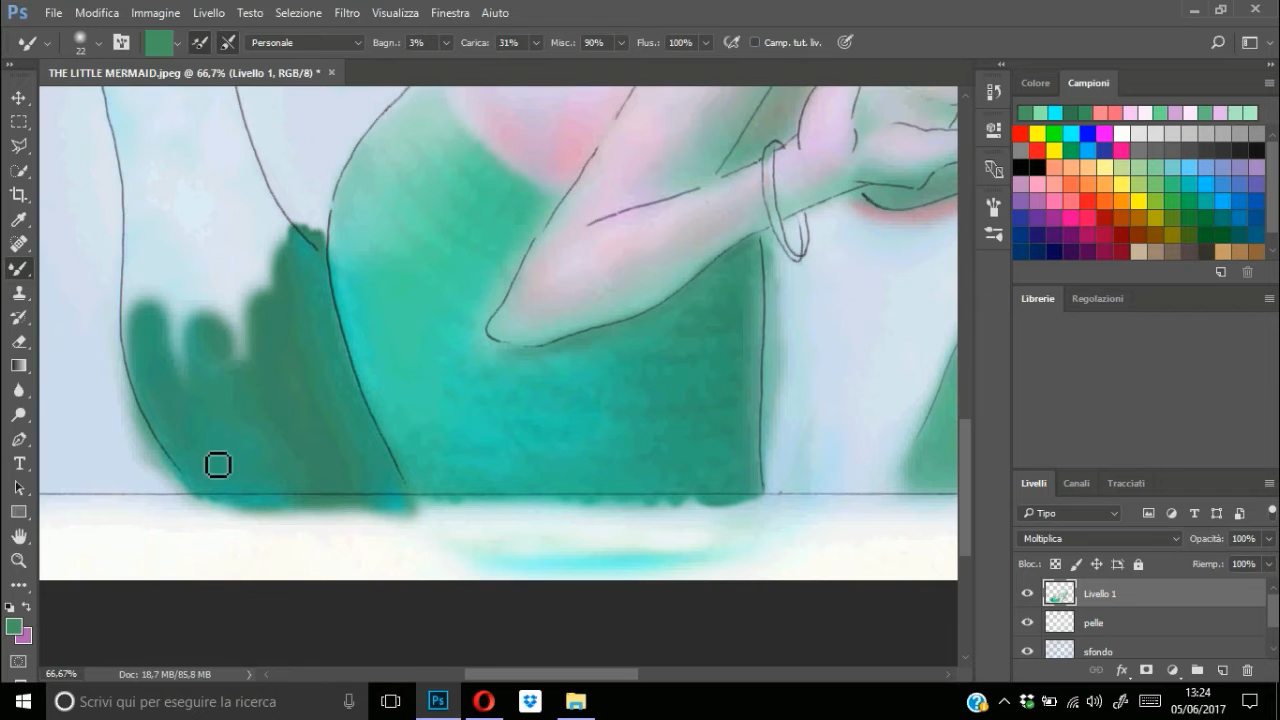 Ps File Modifica Immagine Livello Testo Selezione Filtro Visualizza Finestra Aiuto
22 Personale Bagn.: 3% Carica: 31% Misc.: 90% Flus.: 100% Camp. tut. liv.
THE LITTLE MERMAID.jpeg @ 66,7% (Livello 1, RGB/8) * ×
Colore Campioni
Librerie Regolazioni
Livelli Canali Tracciati
Tipo
Moltiplica Opacità: 100%
Bloc.: Riemp.: 100%
Livello 1
pelle
sfondo
66,67% Doc: 18,7 MB/85,8 MB
Scrivi qui per eseguire la ricerca Ps
13:24
05/06/2017